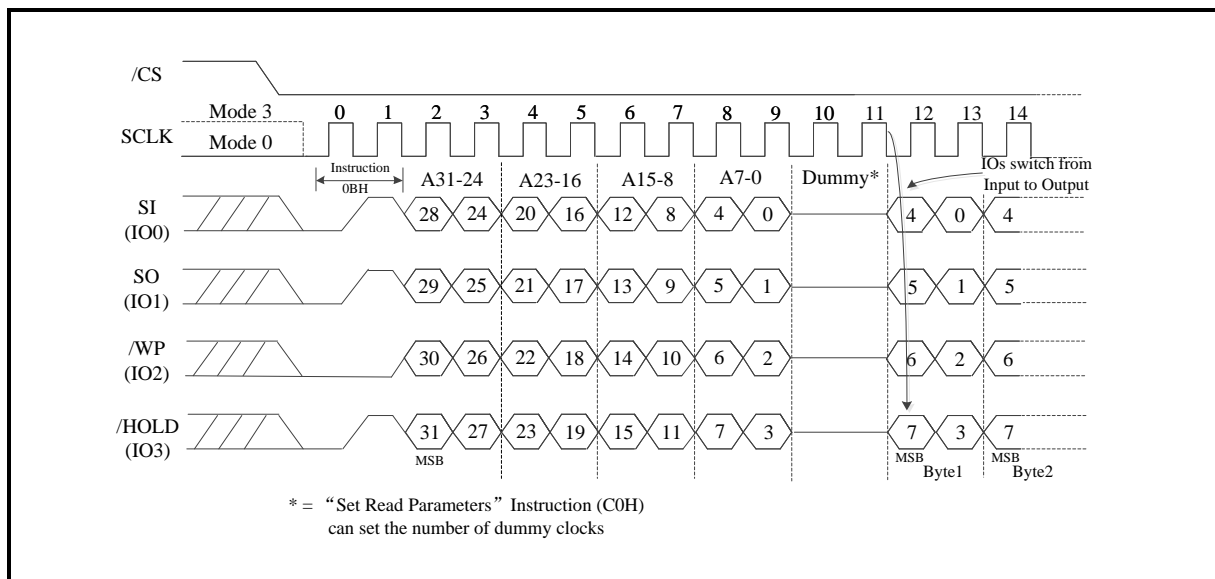 /CS
Mode 3
0 1 2 3 4 5 6 7 8 9 10 11 12 13 14
SCLK
Mode 0
Instruction
0BH
A31-24 A23-16 A15-8 A7-0 Dummy*
IOs switch from
Input to Output
SI
(IO0)
28 24 20 16 12 8 4 0 4 0 4
SO
(IO1)
29 25 21 17 13 9 5 1 5 1 5
/WP
(IO2)
30 26 22 18 14 10 6 2 6 2 6
/HOLD
(IO3)
31 27 23 19 15 11 7 3 7 3 7
MSB MSB MSB
Byte1 Byte2
* = “Set Read Parameters” Instruction (C0H)
can set the number of dummy clocks